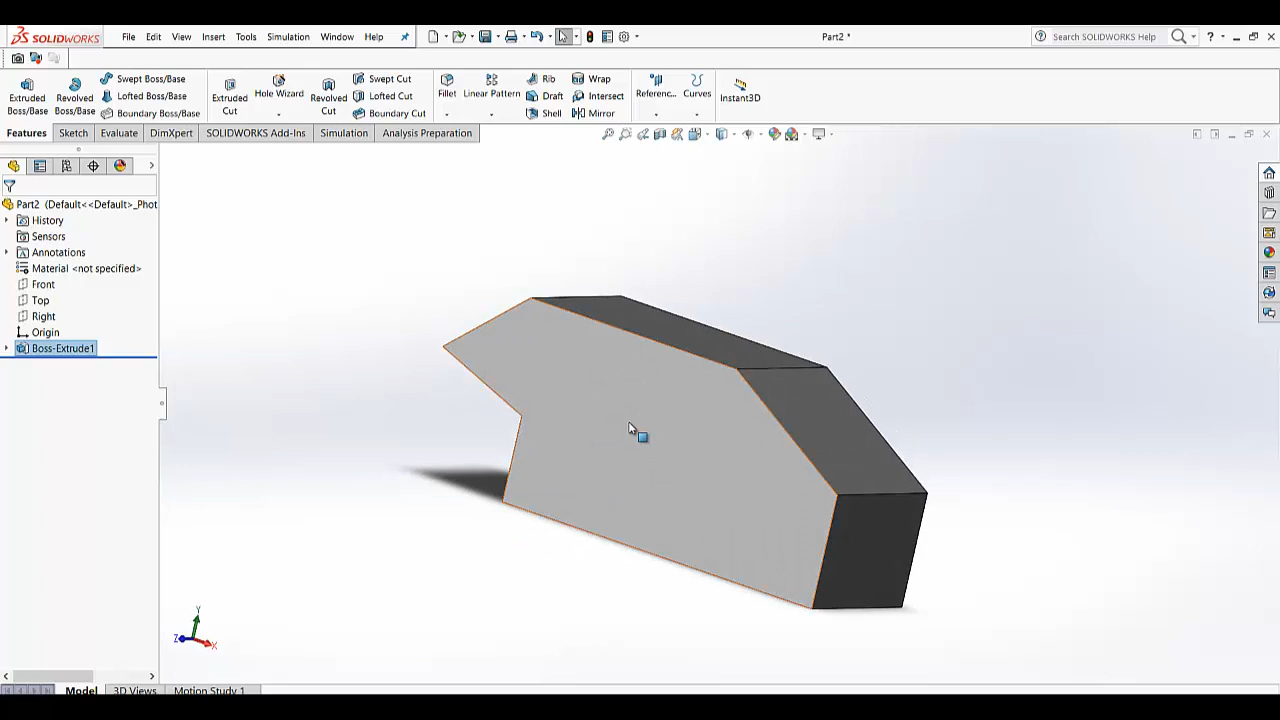 SOLIDWORKS File Edit View Insert Tools Simulation Window Help Part2 * Search SOLIDWORKS Help ?
Extruded Boss/Base
Revolved Boss/Base
Swept Boss/Base
Lofted Boss/Base
Boundary Boss/Base
Extruded Cut
Hole Wizard
Revolved Cut
Swept Cut
Lofted Cut
Boundary Cut
Fillet
Linear Pattern
Rib
Draft
Shell
Wrap
Intersect
Mirror
Referenc...
Curves
Instant3D
Features Sketch Evaluate DimXpert SOLIDWORKS Add-Ins Simulation Analysis Preparation
Part2 (Default<<Default>_Phot
History
Sensors
Annotations
Material <not specified>
Front
Top
Right
Origin
Boss-Extrude1
Y
Z
X
Model 3D Views Motion Study 1